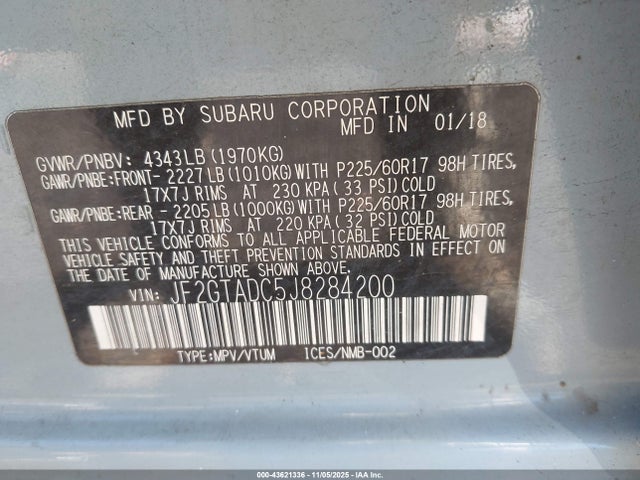 MFD BY SUBARU CORPORATION
MFD IN 01/18
GVWR/PNBV: 4343LB(1970KG)
GAWR/PNBE:FRONT- 2227LB(1010KG)WITH P225/60R17 98H TIRES,
17X7J RIMS AT 230 KPA(33 PSI)COLD
GAWR/PNBE:REAR - 2205LB(1000KG)WITH P225/60R17 98H TIRES,
17X7J RIMS AT 220 KPA(32 PSI)COLD
THIS VEHICLE CONFORMS TO ALL APPLICABLE FEDERAL MOTOR
VEHICLE SAFETY AND THEFT PREVENTION STANDARDS IN EFFECT ON
THE DATE OF MANUFACTURE SHOWN ABOVE.
VIN: JF2GTADC5J8284200
TYPE:MPV/VTUM ICES/NMB-002
000-43621336 - 11/05/2025 - IAAI.COM